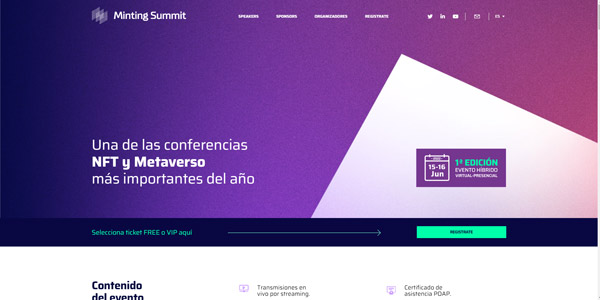 Minting Summit
SPEAKERS SPONSORS ORGANIZADORES REGÍSTRATE
ES
Una de las conferencias
NFT y Metaverso
más importantes del año
15-16
Jun
1ª EDICIÓN
EVENTO HÍBRIDO
VIRTUAL-PRESENCIAL
Selecciona ticket FREE o VIP aquí
REGÍSTRATE
Contenido
del evento
Transmisiones en
vivo por streaming.
Certificado de
asistencia PDAP.